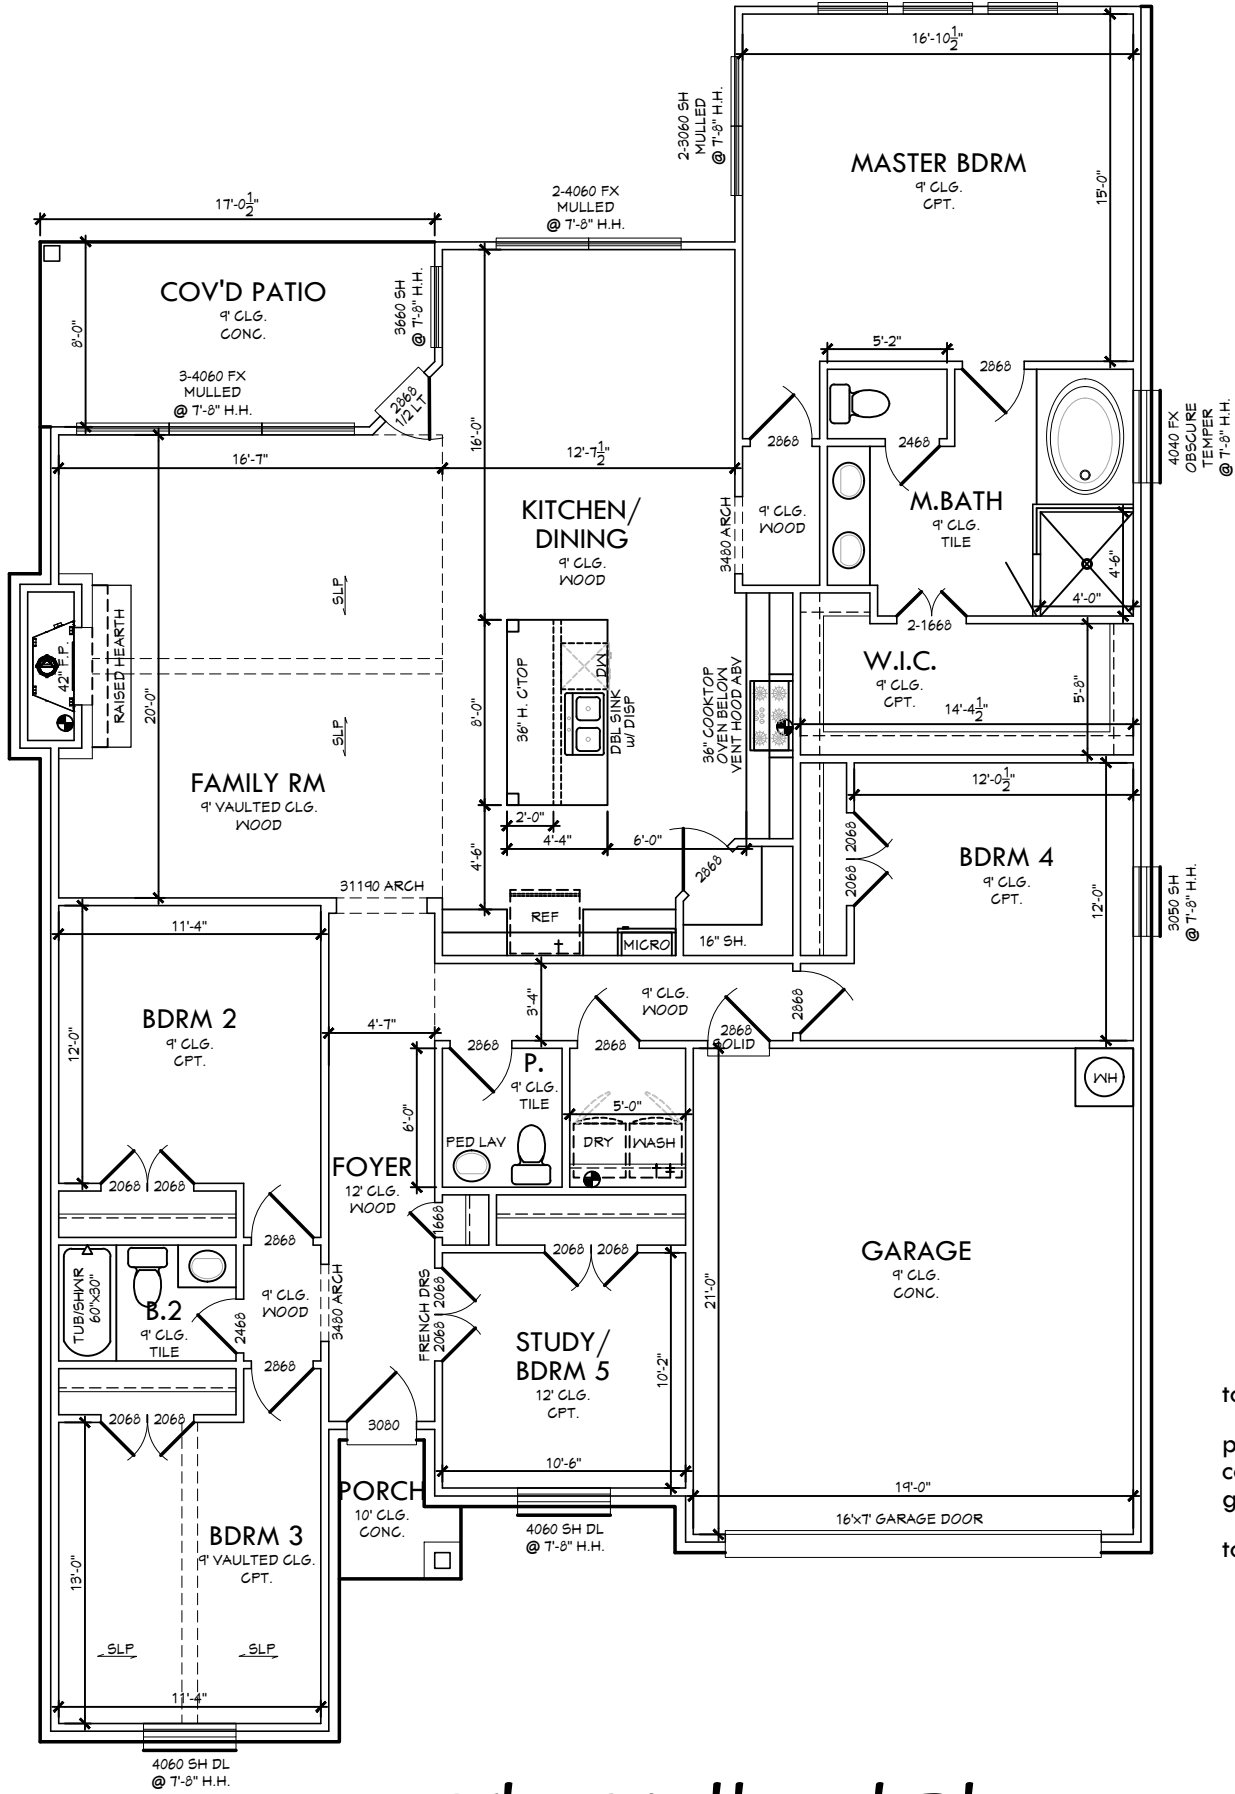 16'-10½"
2-3060 SH
MULLED
@ 7'-8" H.H.
MASTER BDRM
9' CLG.
CPT.
15'-0"
17'-0½"
2-4060 FX
MULLED
@ 7'-8" H.H.
COV'D PATIO
9' CLG.
CONC.
8'-0"
3660 SH
@ 7'-8" H.H.
3-4060 FX
MULLED
@ 7'-8" H.H.
2868
1/2 LT
5'-2"
2868
2868
2468
4040 FX
OBSCURE
TEMPER
@ 7'-8" H.H.
16'-7"
12'-7½"
16'-0"
KITCHEN/
DINING
9' CLG.
WOOD
3480 ARCH
9' CLG.
WOOD
M.BATH
9' CLG.
TILE
4'-6"
4'-0"
2-1668
SLP
SLP
42" F.P.
RAISED HEARTH
20'-0"
36" H. C'TOP
8'-0"
DW
DBL SINK
W/ DISP
36" COOKTOP
OVEN BELOW
VENT HOOD ABV
W.I.C.
9' CLG.
CPT.
14'-4½"
5'-8"
FAMILY RM
9' VAULTED CLG.
WOOD
2'-0"
4'-4"
6'-0"
4'-6"
2868
12'-0½"
2068
2068
BDRM 4
9' CLG.
CPT.
12'-0"
3050 SH
@ 7'-8" H.H.
31190 ARCH
REF
MICRO
16" SH.
11'-4"
BDRM 2
9' CLG.
CPT.
12'-0"
4'-7"
3'-4"
9' CLG.
WOOD
2868
2868
2868
2868
SOLID
P.
9' CLG.
TILE
6'-0"
5'-0"
PED LAV
DRY
WASH
WH
FOYER
12' CLG.
WOOD
2068 2068
1668
2868
2068 2068
TUB/SHWR
60"x30"
B.2
9' CLG.
TILE
2468
9' CLG.
WOOD
3480 ARCH
FRENCH DRS
2068
2068
2868
STUDY/
BDRM 5
12' CLG.
CPT.
10'-2"
21'-0"
GARAGE
9' CLG.
CONC.
2068 2068
3080
10'-6"
19'-0"
PORCH
10' CLG.
CONC.
4060 SH DL
@ 7'-8" H.H.
16'x7' GARAGE DOOR
BDRM 3
9' VAULTED CLG.
CPT.
13'-0"
SLP
SLP
11'-4"
4060 SH DL
@ 7'-8" H.H.